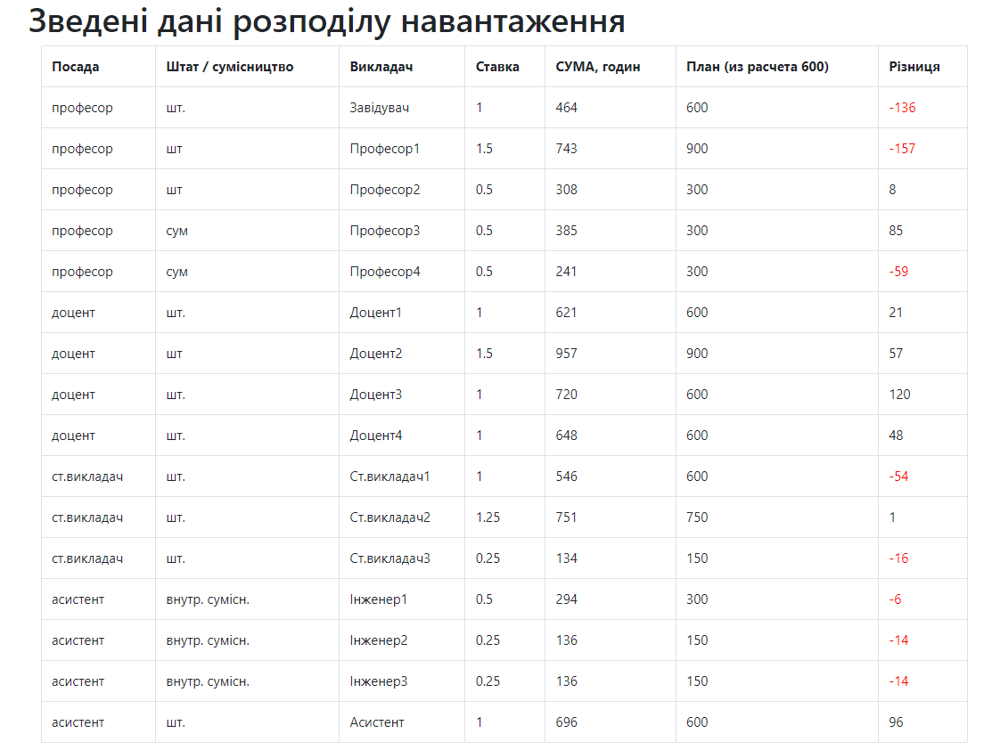 Зведені дані розподілу навантаження
Посада Штат / сумісництво Викладач Ставка СУМА, годин План (из расчета 600) Різниця
професор шт. Завідувач 1 464 600 -136
професор шт Професор1 1.5 743 900 -157
професор шт Професор2 0.5 308 300 8
професор сум Професор3 0.5 385 300 85
професор сум Професор4 0.5 241 300 -59
доцент шт. Доцент1 1 621 600 21
доцент шт Доцент2 1.5 957 900 57
доцент шт. Доцент3 1 720 600 120
доцент шт. Доцент4 1 648 600 48
ст.викладач шт. Ст.викладач1 1 546 600 -54
ст.викладач шт. Ст.викладач2 1.25 751 750 1
ст.викладач шт. Ст.викладач3 0.25 134 150 -16
асистент внутр. сумісн. Інженер1 0.5 294 300 -6
асистент внутр. сумісн. Інженер2 0.25 136 150 -14
асистент внутр. сумісн. Інженер3 0.25 136 150 -14
асистент шт. Асистент 1 696 600 96